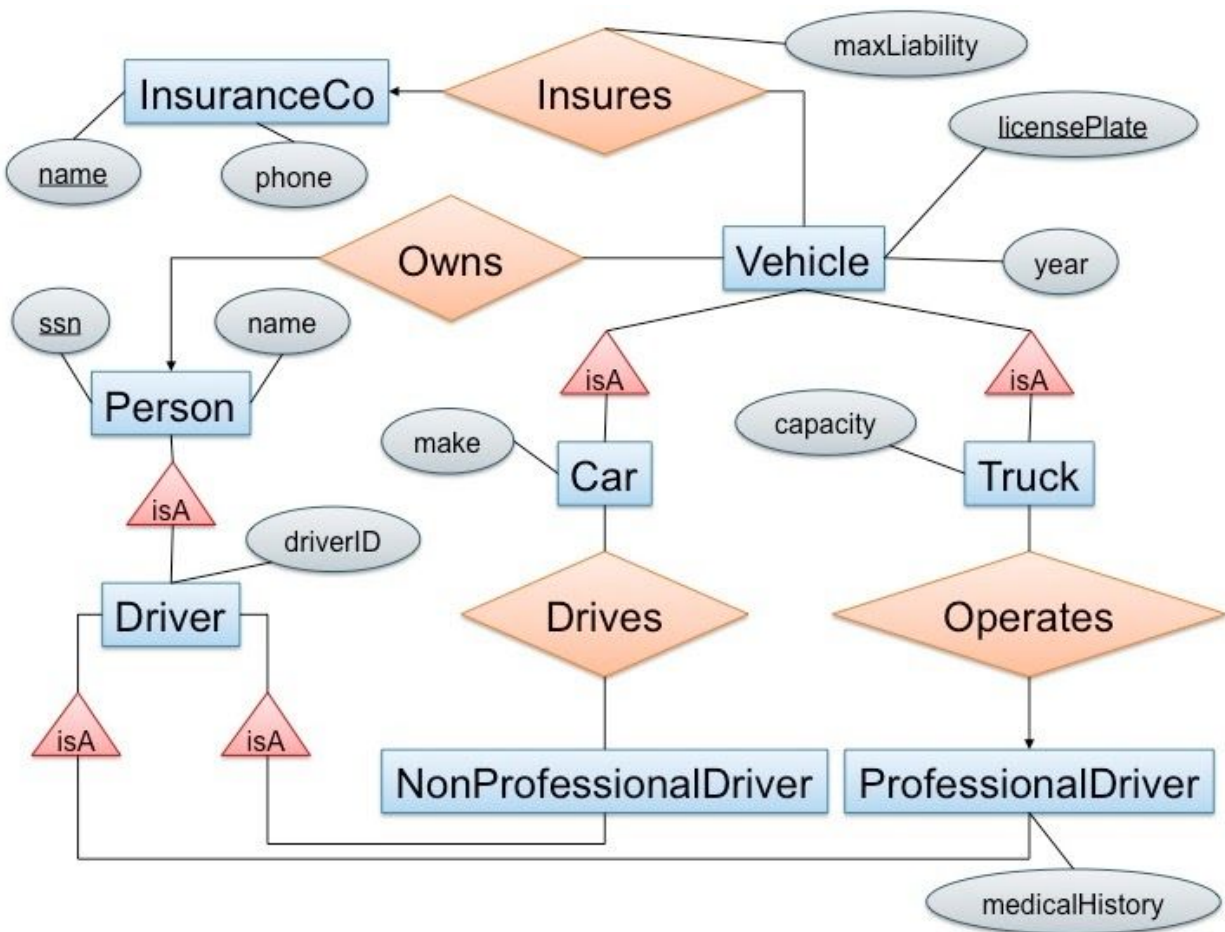 maxLiability
InsuranceCo
Insures
licensePlate
name
phone
Owns
Vehicle
year
ssn
name
Person
isA
isA
make
capacity
Car
Truck
isA
driverID
Driver
Drives
Operates
isA
isA
NonProfessionalDriver
ProfessionalDriver
medicalHistory